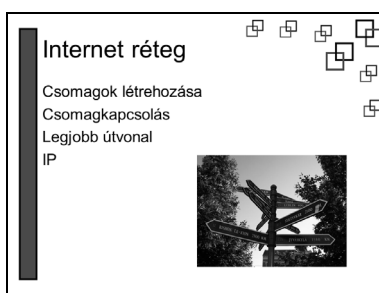 Internet réteg
Csomagok létrehozása
Csomagkapcsolás
Legjobb útvonal
IP